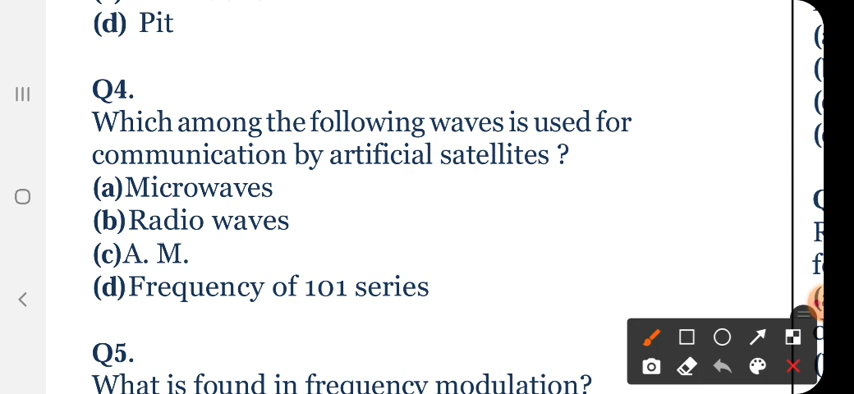 (d) Pit
Q4.
Which among the following waves is used for
communication by artificial satellites ?
(a)Microwaves
(b)Radio waves
(c)A. M.
(d)Frequency of 101 series
Q5.
What is found in frequency modulation?